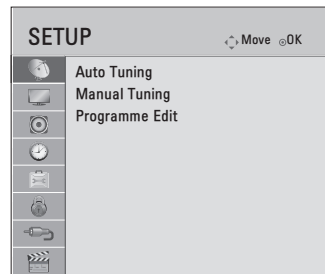 SETUP
Move OK
Auto Tuning
Manual Tuning
Programme Edit